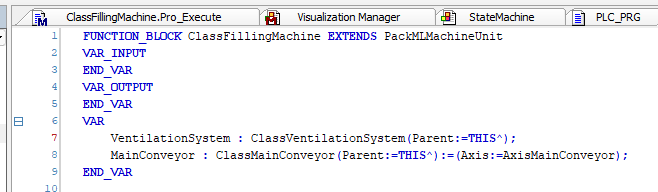 ClassFillingMachine.Pro_Execute Visualization Manager StateMachine PLC_PRG
1 FUNCTION_BLOCK ClassFillingMachine EXTENDS PackMLMachineUnit
2 VAR_INPUT
3 END_VAR
4 VAR_OUTPUT
5 END_VAR
6 VAR
7 VentilationSystem : ClassVentilationSystem(Parent:=THIS^);
8 MainConveyor : ClassMainConveyor(Parent:=THIS^):=(Axis:=AxisMainConveyor);
9 END_VAR
10